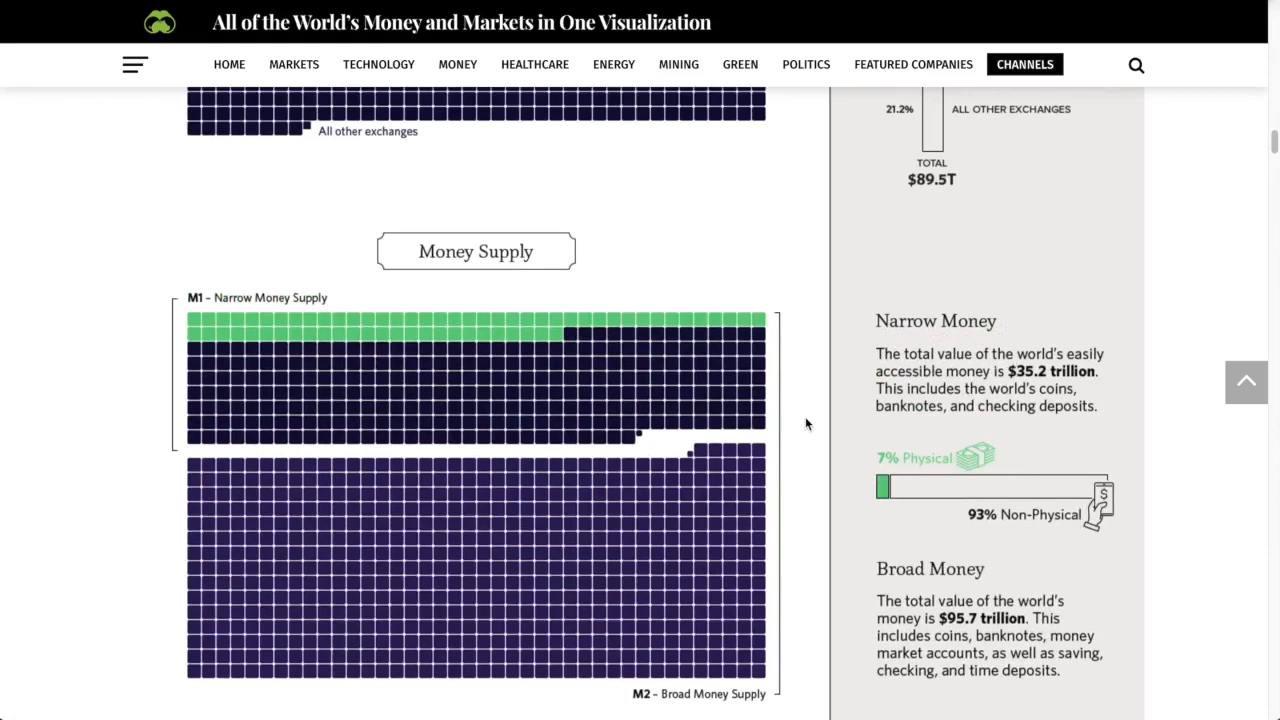 All of the World's Money and Markets in One Visualization
HOME MARKETS TECHNOLOGY MONEY HEALTHCARE ENERGY MINING GREEN POLITICS FEATURED COMPANIES CHANNELS
All other exchanges
21.2% ALL OTHER EXCHANGES
TOTAL
$89.5T
Money Supply
M1 – Narrow Money Supply
M2 – Broad Money Supply
Narrow Money
The total value of the world's easily
accessible money is $35.2 trillion.
This includes the world's coins,
banknotes, and checking deposits.
7% Physical
$
93% Non-Physical
Broad Money
The total value of the world's
money is $95.7 trillion. This
includes coins, banknotes, money
market accounts, as well as saving,
checking, and time deposits.